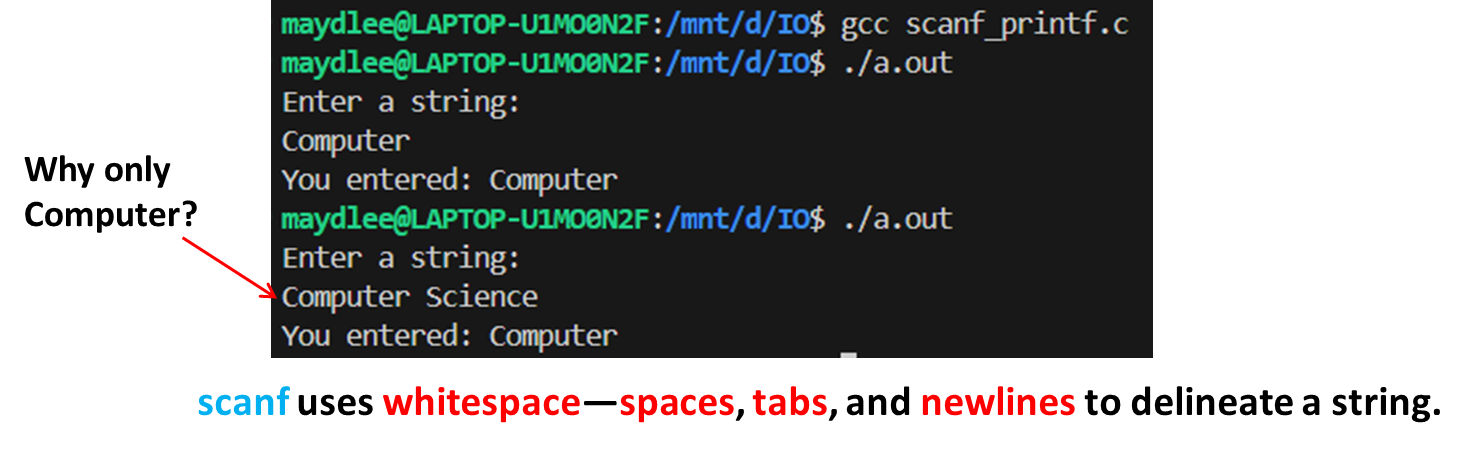 maydlee@LAPTOP-U1MO0N2F:/mnt/d/IO$ gcc scanf_printf.c
maydlee@LAPTOP-U1MO0N2F:/mnt/d/IO$ ./a.out
Enter a string:
Computer
You entered: Computer
maydlee@LAPTOP-U1MO0N2F:/mnt/d/IO$ ./a.out
Enter a string:
Computer Science
You entered: Computer
Why only
Computer?
scanf uses whitespace—spaces, tabs, and newlines to delineate a string.